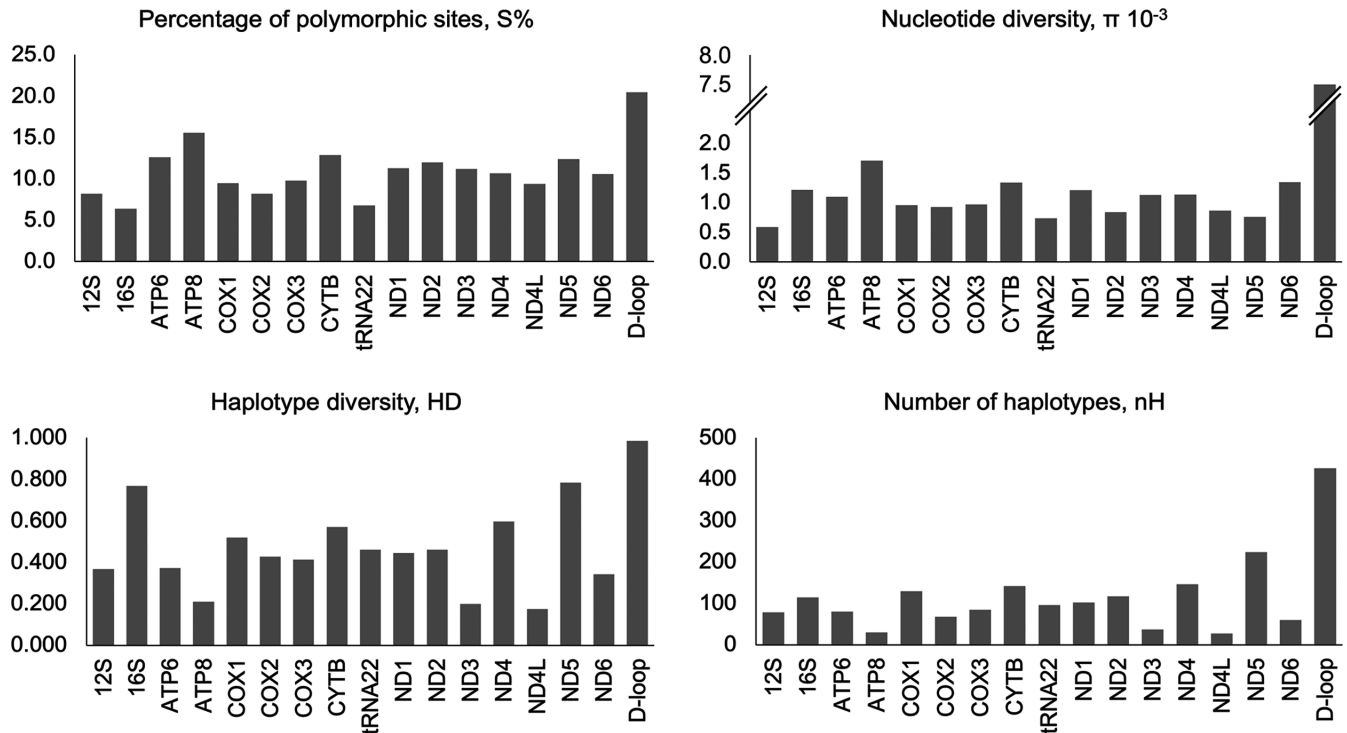 Percentage of polymorphic sites, S%
25.0
20.0
15.0
10.0
5.0
0.0
12S
16S
ATP6
ATP8
COX1
COX2
COX3
CYTB
tRNA22
ND1
ND2
ND3
ND4
ND4L
ND5
ND6
D-loop
Nucleotide diversity, π 10-3
8.0
7.5
2.0
1.5
1.0
0.5
0.0
12S
16S
ATP6
ATP8
COX1
COX2
COX3
CYTB
tRNA22
ND1
ND2
ND3
ND4
ND4L
ND5
ND6
D-loop
Haplotype diversity, HD
1.000
0.800
0.600
0.400
0.200
0.000
12S
16S
ATP6
ATP8
COX1
COX2
COX3
CYTB
tRNA22
ND1
ND2
ND3
ND4
ND4L
ND5
ND6
D-loop
Number of haplotypes, nH
500
400
300
200
100
0
12S
16S
ATP6
ATP8
COX1
COX2
COX3
CYTB
tRNA22
ND1
ND2
ND3
ND4
ND4L
ND5
ND6
D-loop